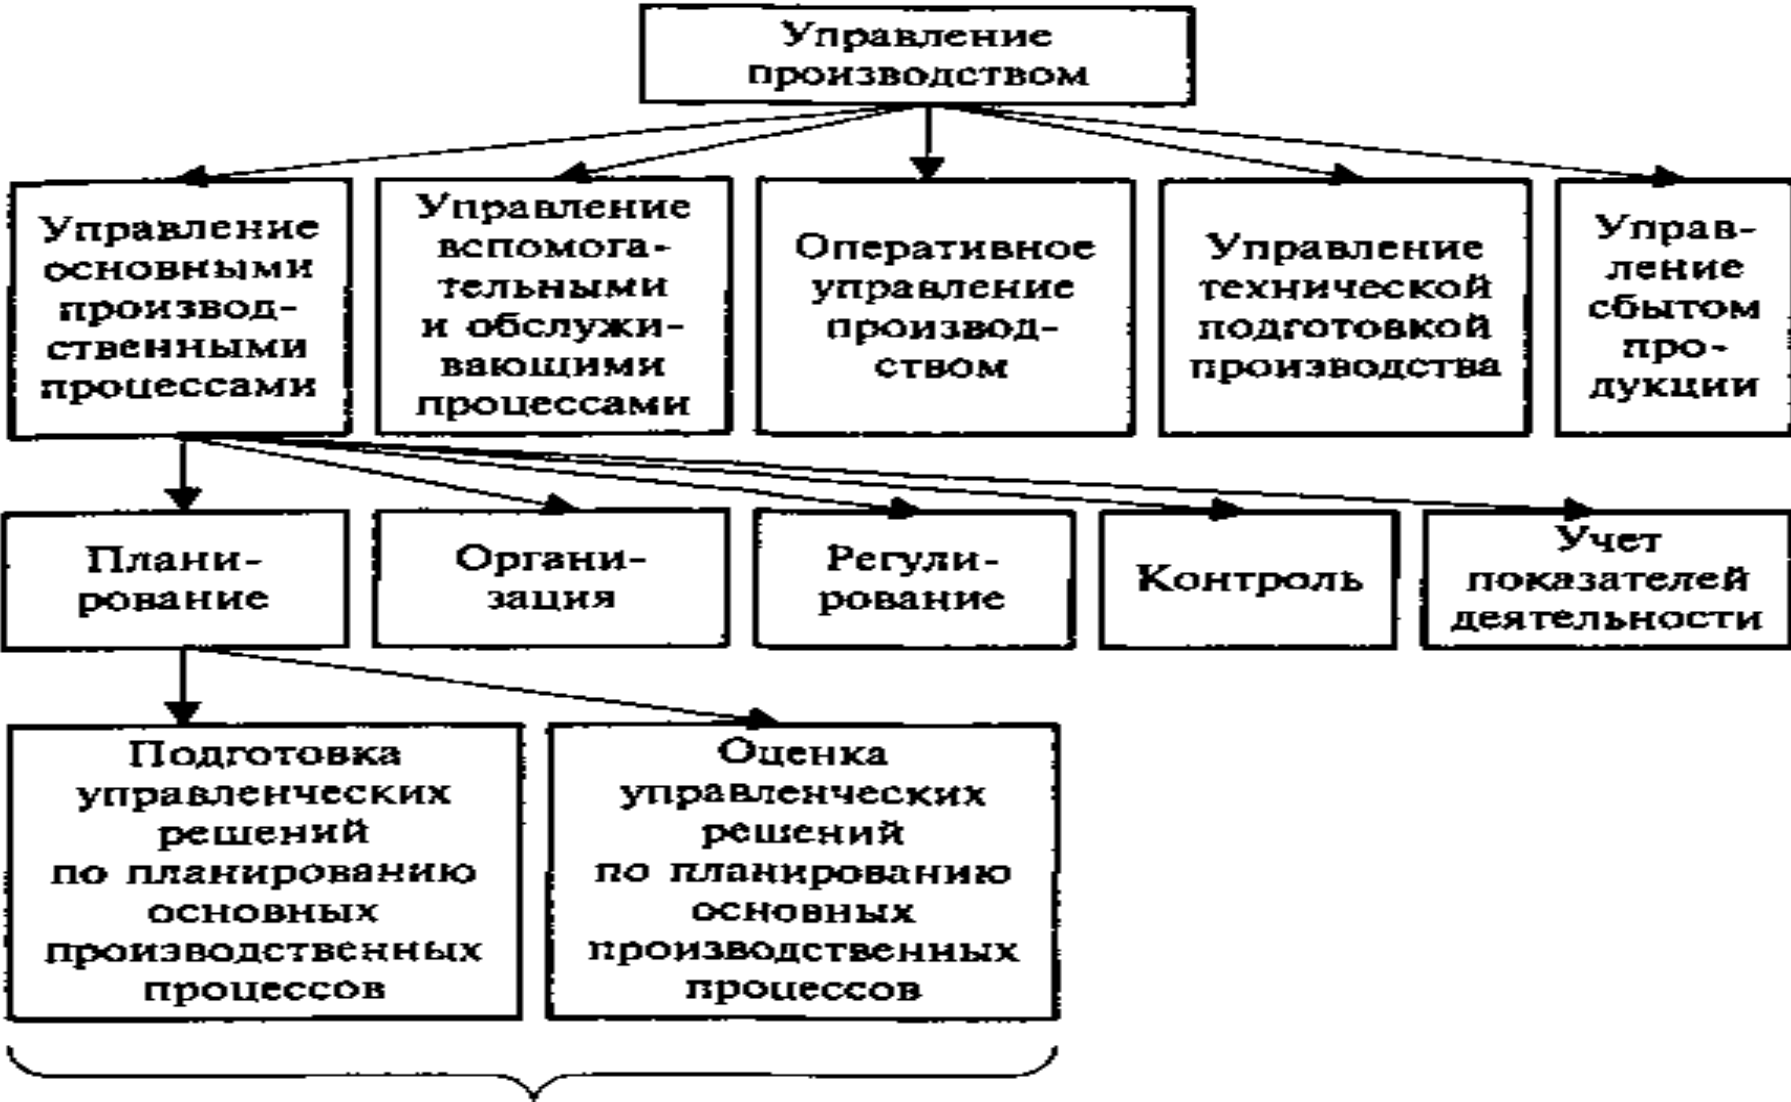 Управление
производством
Управление
основными
производ-
ственными
процессами
Управление
вспомога-
тельными
и обслужи-
вающими
процессами
Оперативное
управление
производ-
ством
Управление
технической
подготовкой
производства
Управ-
ление
сбытом
про-
дукции
Плани-
рование
Органи-
зация
Регули-
рование
Контроль
Учет
показателей
деятельности
Подготовка
управленческих
решений
по планированию
основных
производственных
процессов
Оценка
управленческих
решений
по планированию
основных
производственных
процессов